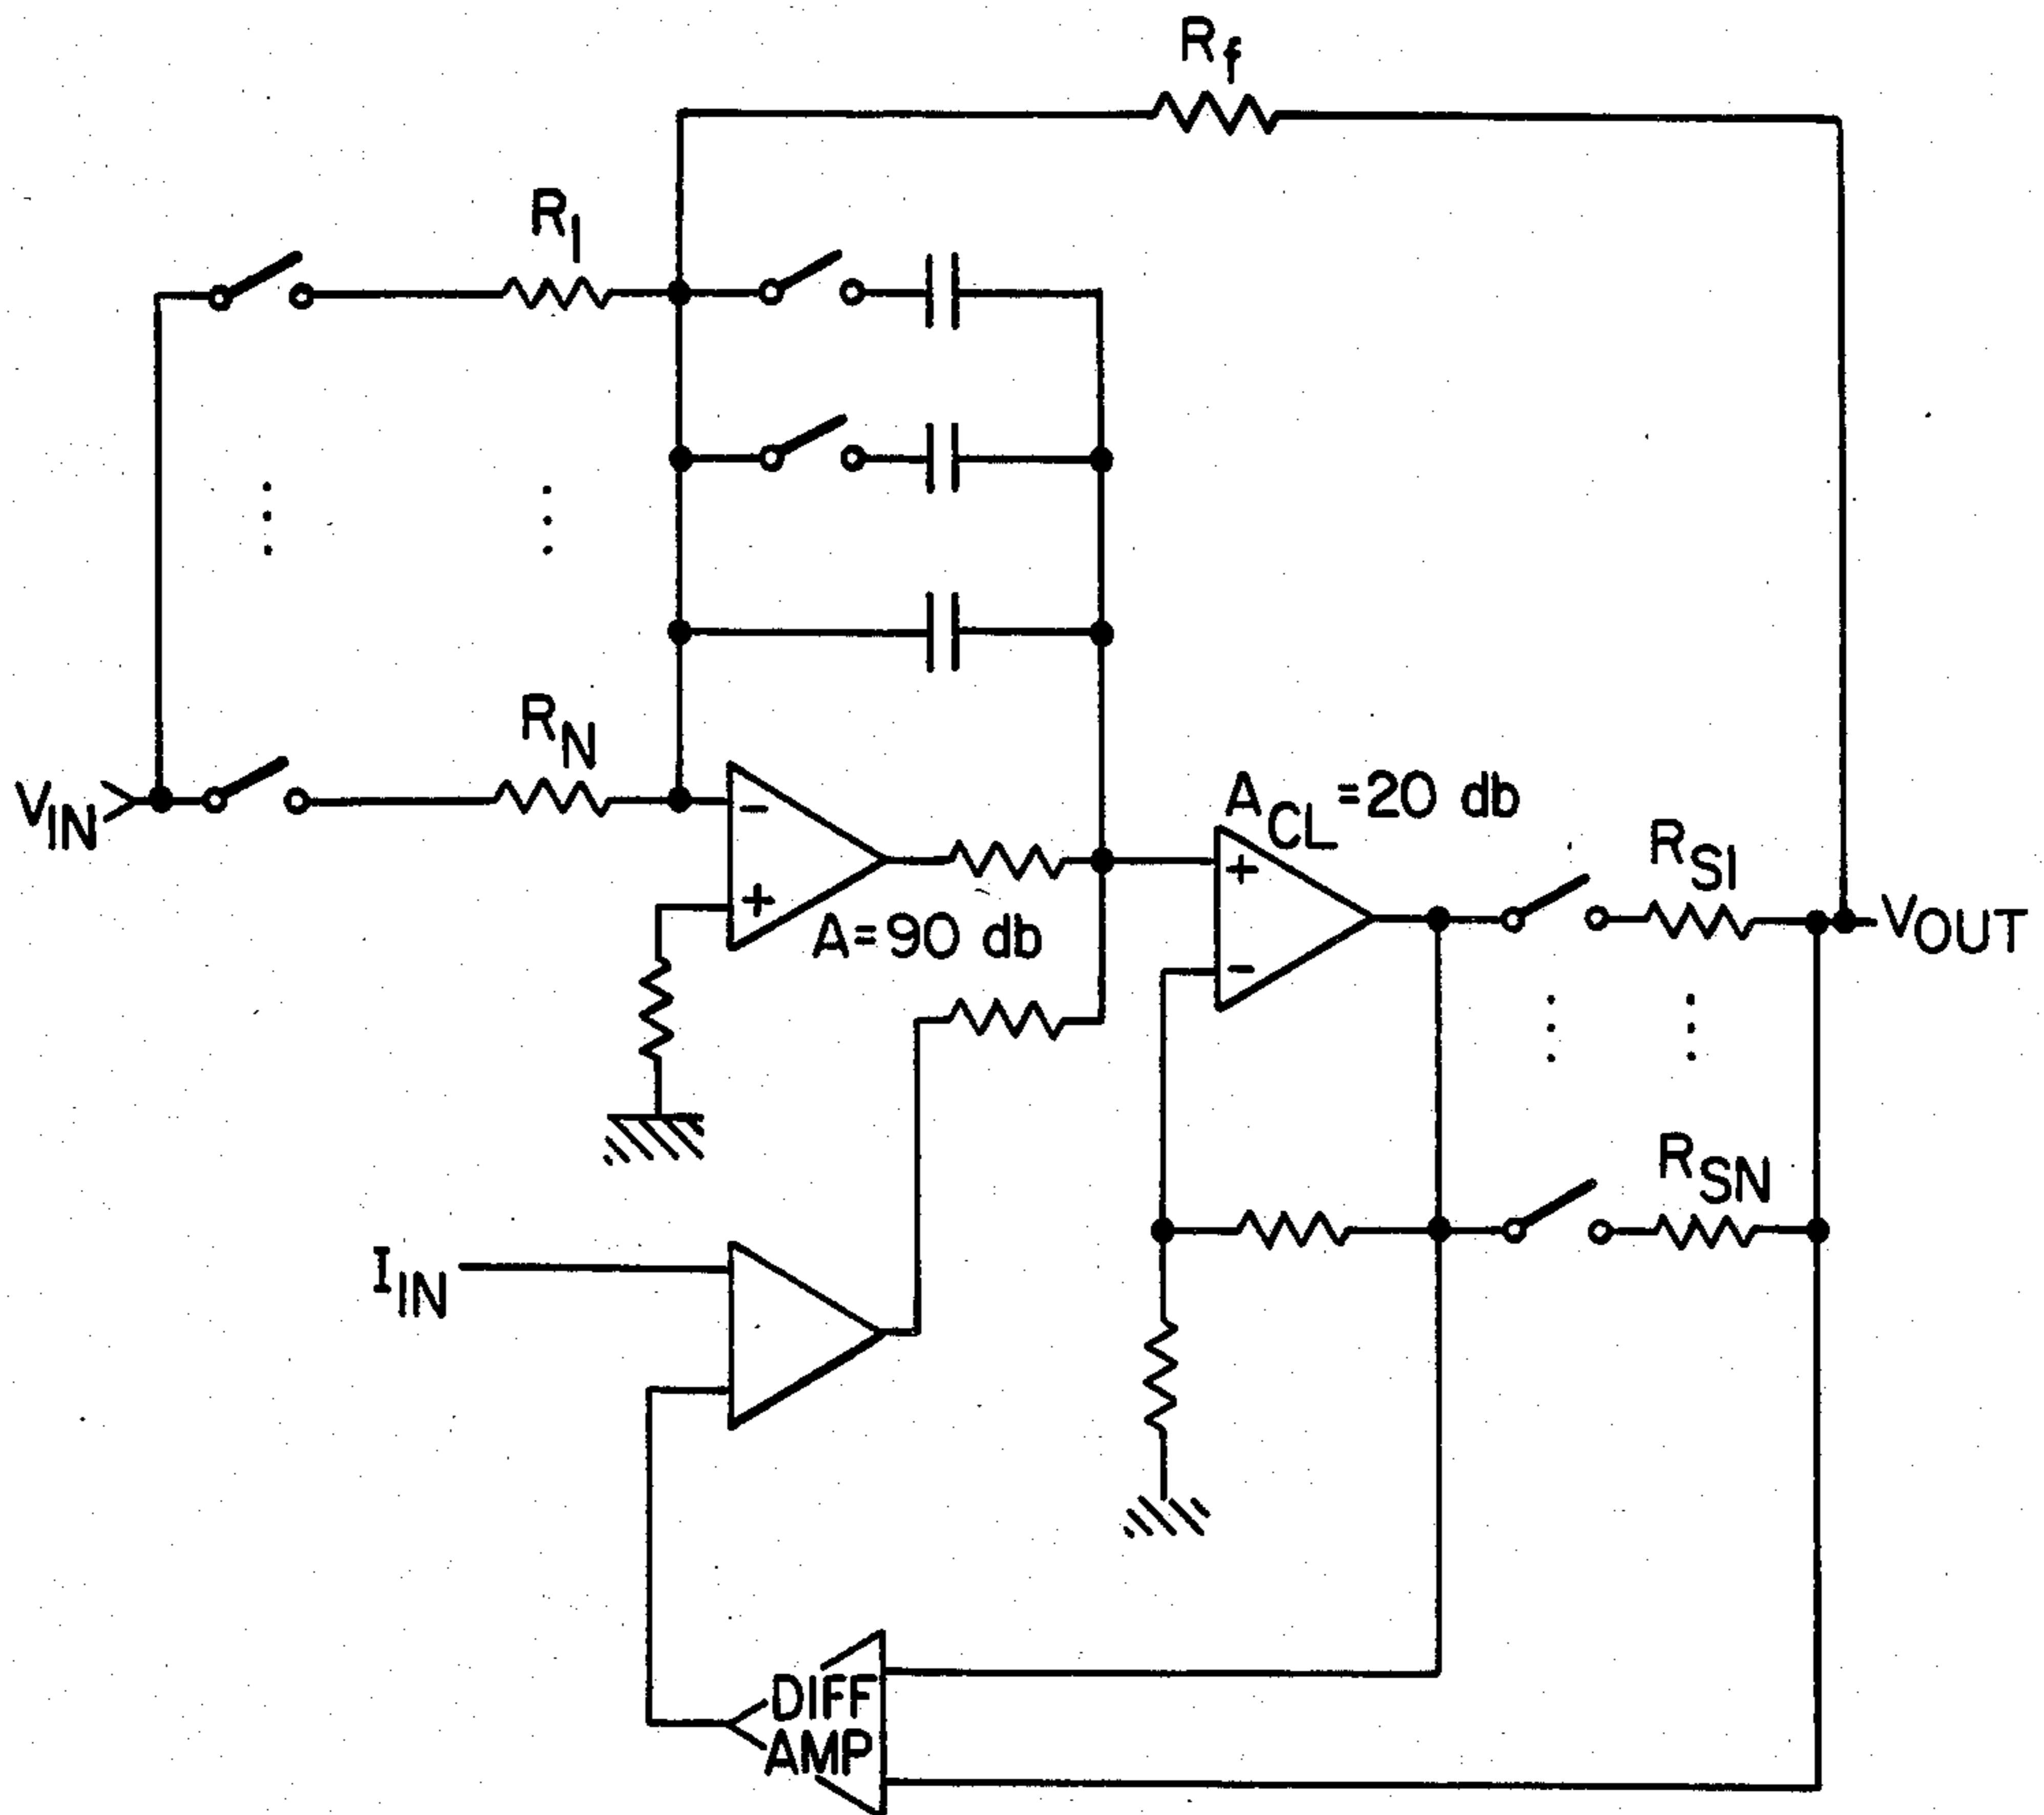 Rf
R1
RN
VIN
ACL=20 db
RS1
A=90 db
VOUT
RSN
IIN
DIFF
AMP